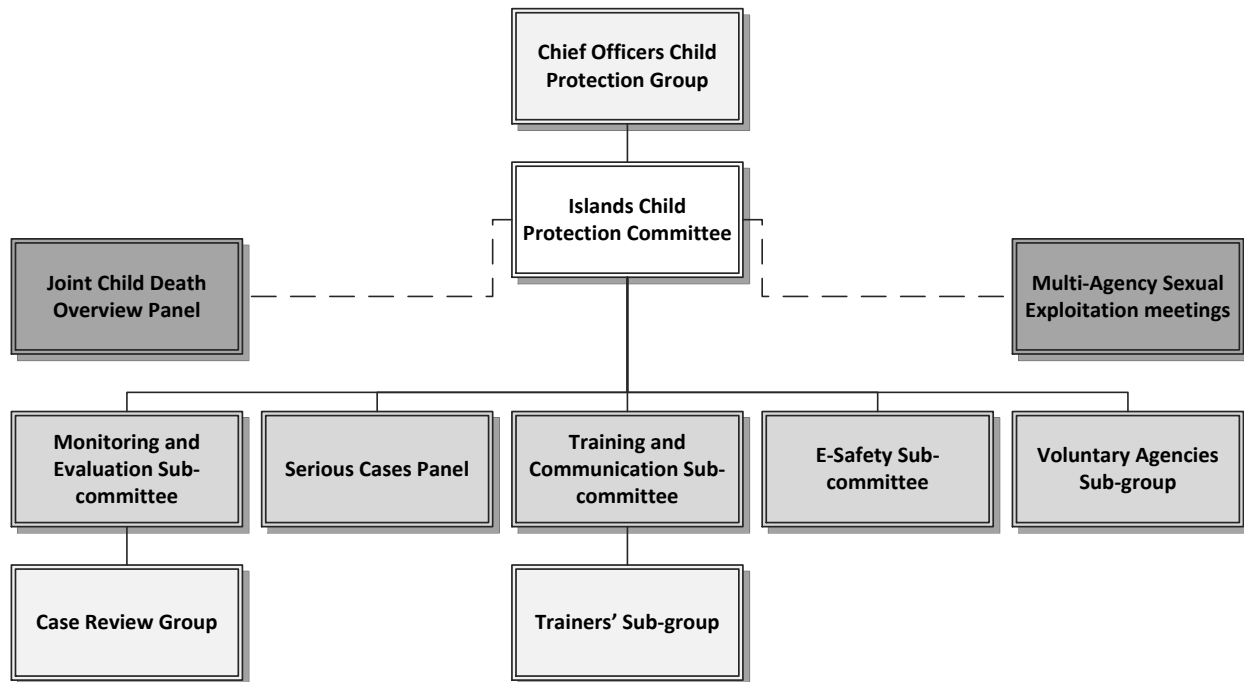 Chief Officers Child
Protection Group
Islands Child
Protection Committee
Joint Child Death
Overview Panel
Multi-Agency Sexual
Exploitation meetings
Monitoring and
Evaluation Sub-
committee
Serious Cases Panel
Training and
Communication Sub-
committee
E-Safety Sub-
committee
Voluntary Agencies
Sub-group
Case Review Group
Trainers’ Sub-group